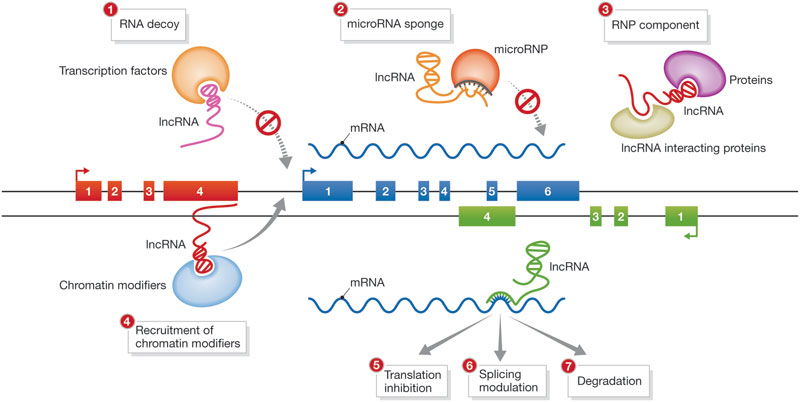 1 RNA decoy
Transcription factors
lncRNA
2 microRNA sponge
microRNP
lncRNA
3 RNP component
Proteins
lncRNA
lncRNA interacting proteins
mRNA
1 2 3 4
1 2 3 4 5 6
4 3 2 1
lncRNA
Chromatin modifiers
4 Recruitment of
chromatin modifiers
lncRNA
mRNA
5 Translation
inhibition
6 Splicing
modulation
7 Degradation